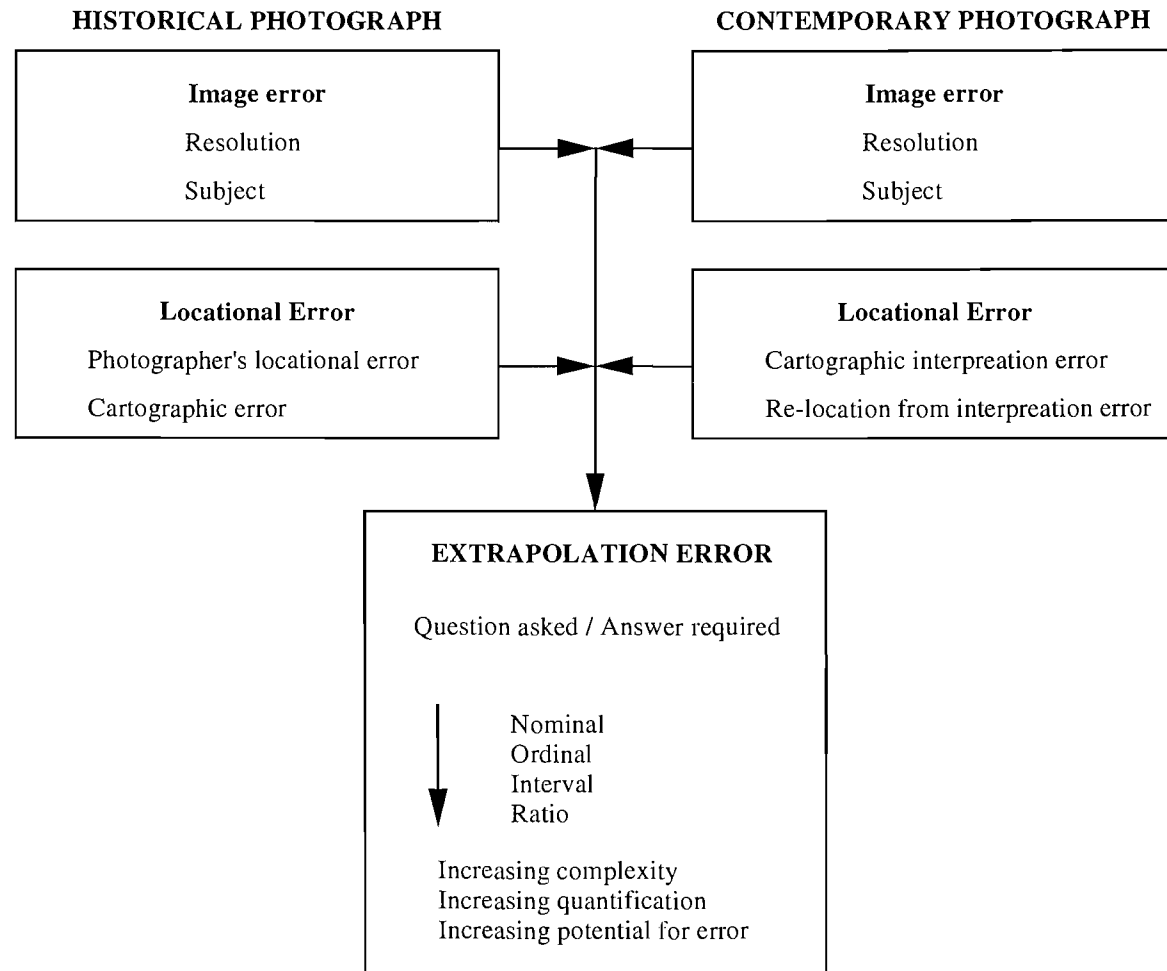 HISTORICAL PHOTOGRAPH
CONTEMPORARY PHOTOGRAPH
Image error
Resolution
Subject
Image error
Resolution
Subject
Locational Error
Photographer's locational error
Cartographic error
Locational Error
Cartographic interpreation error
Re-location from interpreation error
EXTRAPOLATION ERROR
Question asked / Answer required
Nominal
Ordinal
Interval
Ratio
Increasing complexity
Increasing quantification
Increasing potential for error